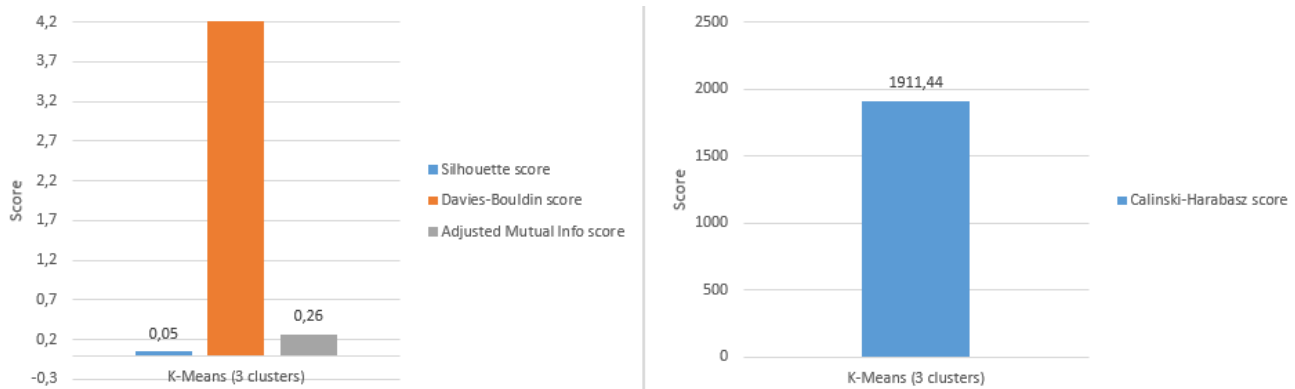 4,2
3,7
3,2
2,7
2,2
1,7
1,2
0,7
0,2
-0,3
Score
0,05
0,26
K-Means (3 clusters)
Silhouette score
Davies-Bouldin score
Adjusted Mutual Info score
2500
2000
1500
1000
500
0
Score
1911,44
K-Means (3 clusters)
Calinski-Harabasz score